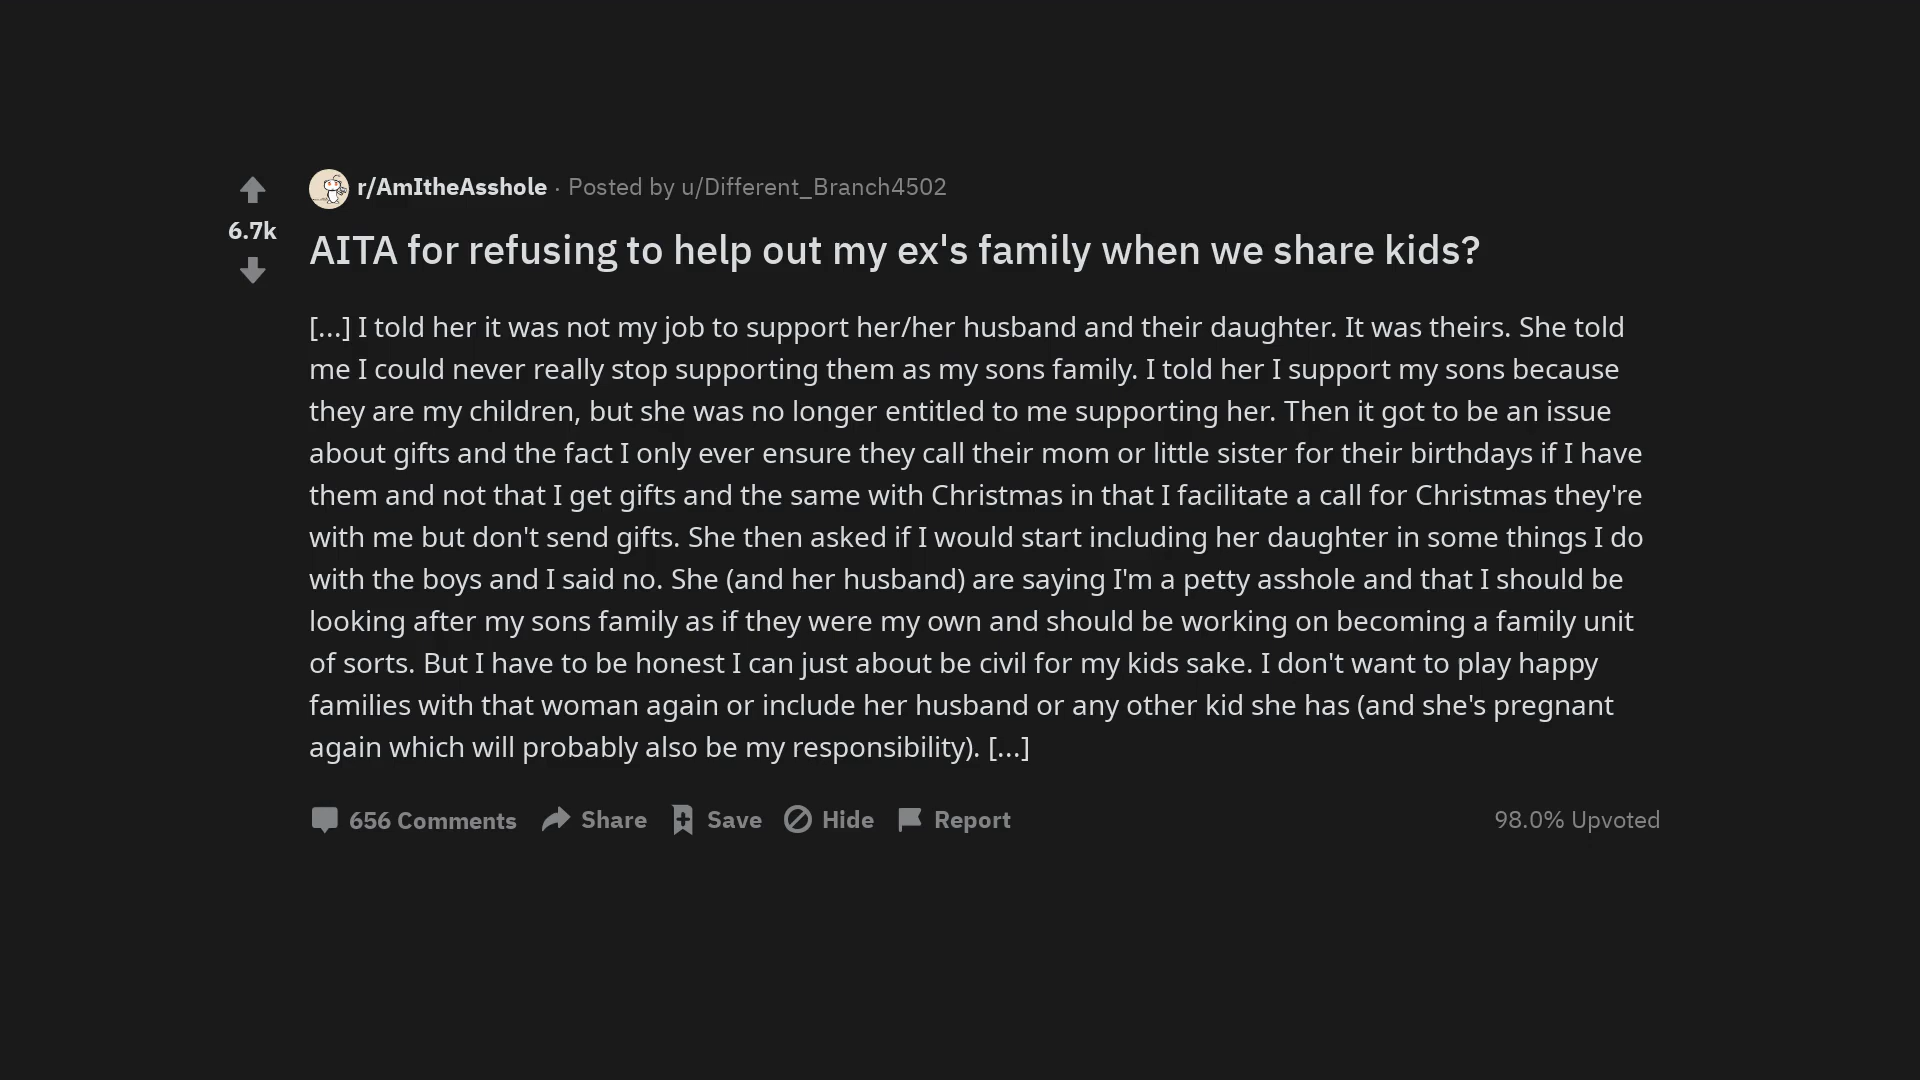 r/AmItheAsshole · Posted by u/Different_Branch4502
6.7k
AITA for refusing to help out my ex's family when we share kids?
[...] I told her it was not my job to support her/her husband and their daughter. It was theirs. She told
me I could never really stop supporting them as my sons family. I told her I support my sons because
they are my children, but she was no longer entitled to me supporting her. Then it got to be an issue
about gifts and the fact I only ever ensure they call their mom or little sister for their birthdays if I have
them and not that I get gifts and the same with Christmas in that I facilitate a call for Christmas they're
with me but don't send gifts. She then asked if I would start including her daughter in some things I do
with the boys and I said no. She (and her husband) are saying I'm a petty asshole and that I should be
looking after my sons family as if they were my own and should be working on becoming a family unit
of sorts. But I have to be honest I can just about be civil for my kids sake. I don't want to play happy
families with that woman again or include her husband or any other kid she has (and she's pregnant
again which will probably also be my responsibility). [...]
656 Comments Share Save Hide Report 98.0% Upvoted